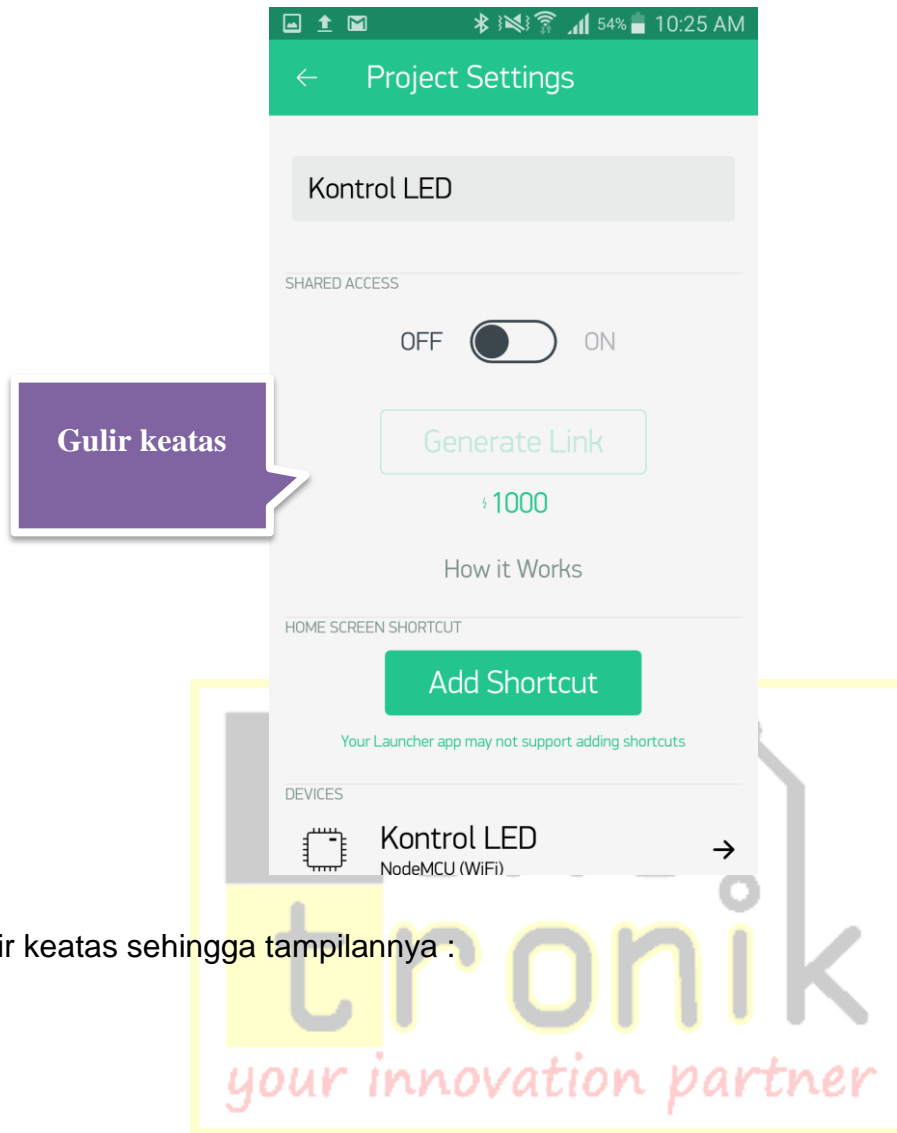 54% 10:25 AM
Project Settings
Kontrol LED
SHARED ACCESS
OFF ON
Gulir keatas
Generate Link
1000
How it Works
HOME SCREEN SHORTCUT
Add Shortcut
Your Launcher app may not support adding shortcuts
DEVICES
Kontrol LED
NodeMCU (WiFi)
ir keatas sehingga tampilannya :
tronik
your innovation partner